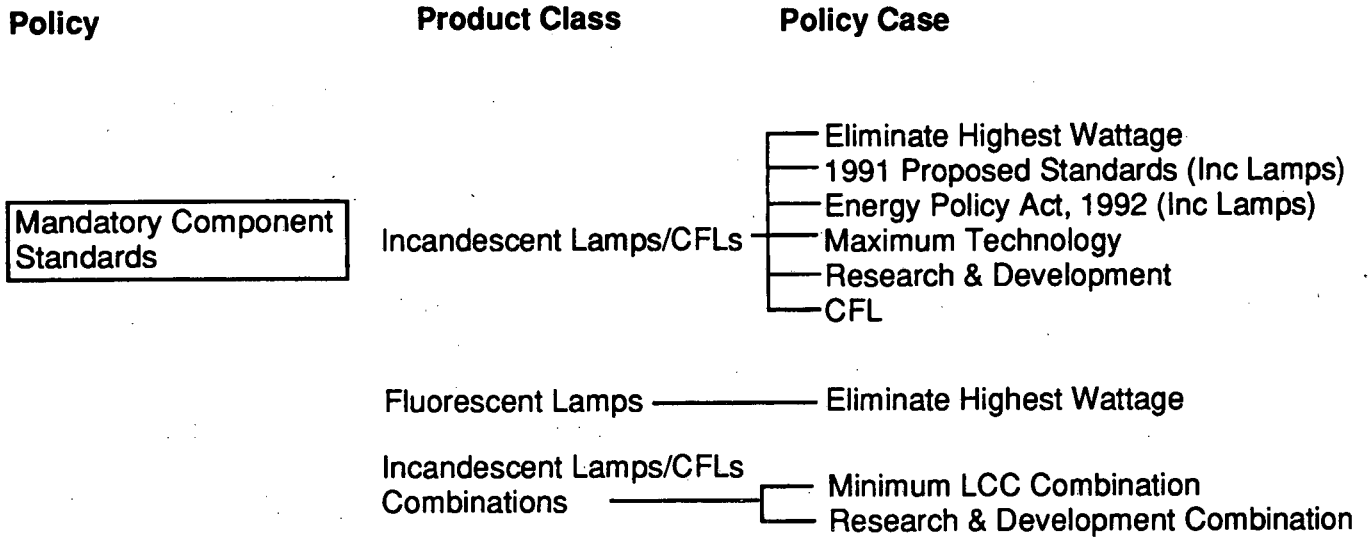 Policy
Product Class
Policy Case
Mandatory Component
Standards
Incandescent Lamps/CFLs
Eliminate Highest Wattage
1991 Proposed Standards (Inc Lamps)
Energy Policy Act, 1992 (Inc Lamps)
Maximum Technology
Research & Development
CFL
Fluorescent Lamps
Eliminate Highest Wattage
Incandescent Lamps/CFLs
Combinations
Minimum LCC Combination
Research & Development Combination